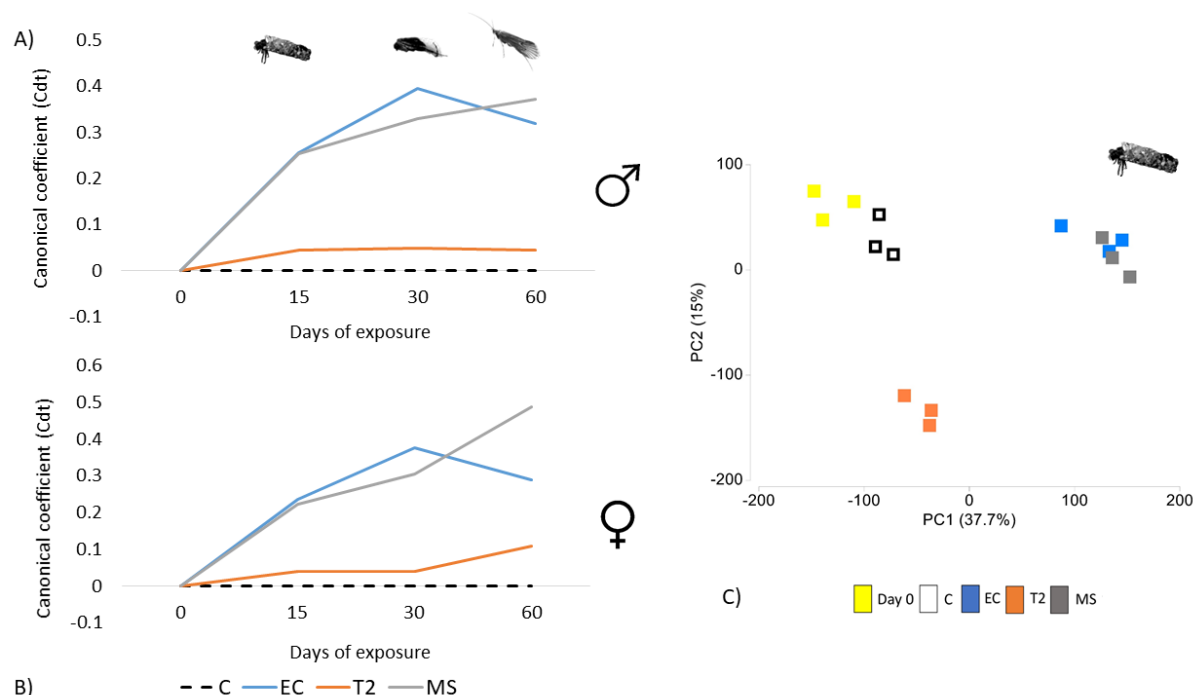 A)
Canonical coefficient (Cdt)
0.5
0.4
0.3
0.2
0.1
0
-0.1
0 15 30 60
Days of exposure
♂
Canonical coefficient (Cdt)
0.6
0.5
0.4
0.3
0.2
0.1
0
-0.1
0 15 30 60
Days of exposure
♀
B)
C EC T2 MS
PC2 (15%)
100
0
-100
-200
-200 -100 0 100 200
PC1 (37.7%)
C)
Day 0 C EC T2 MS